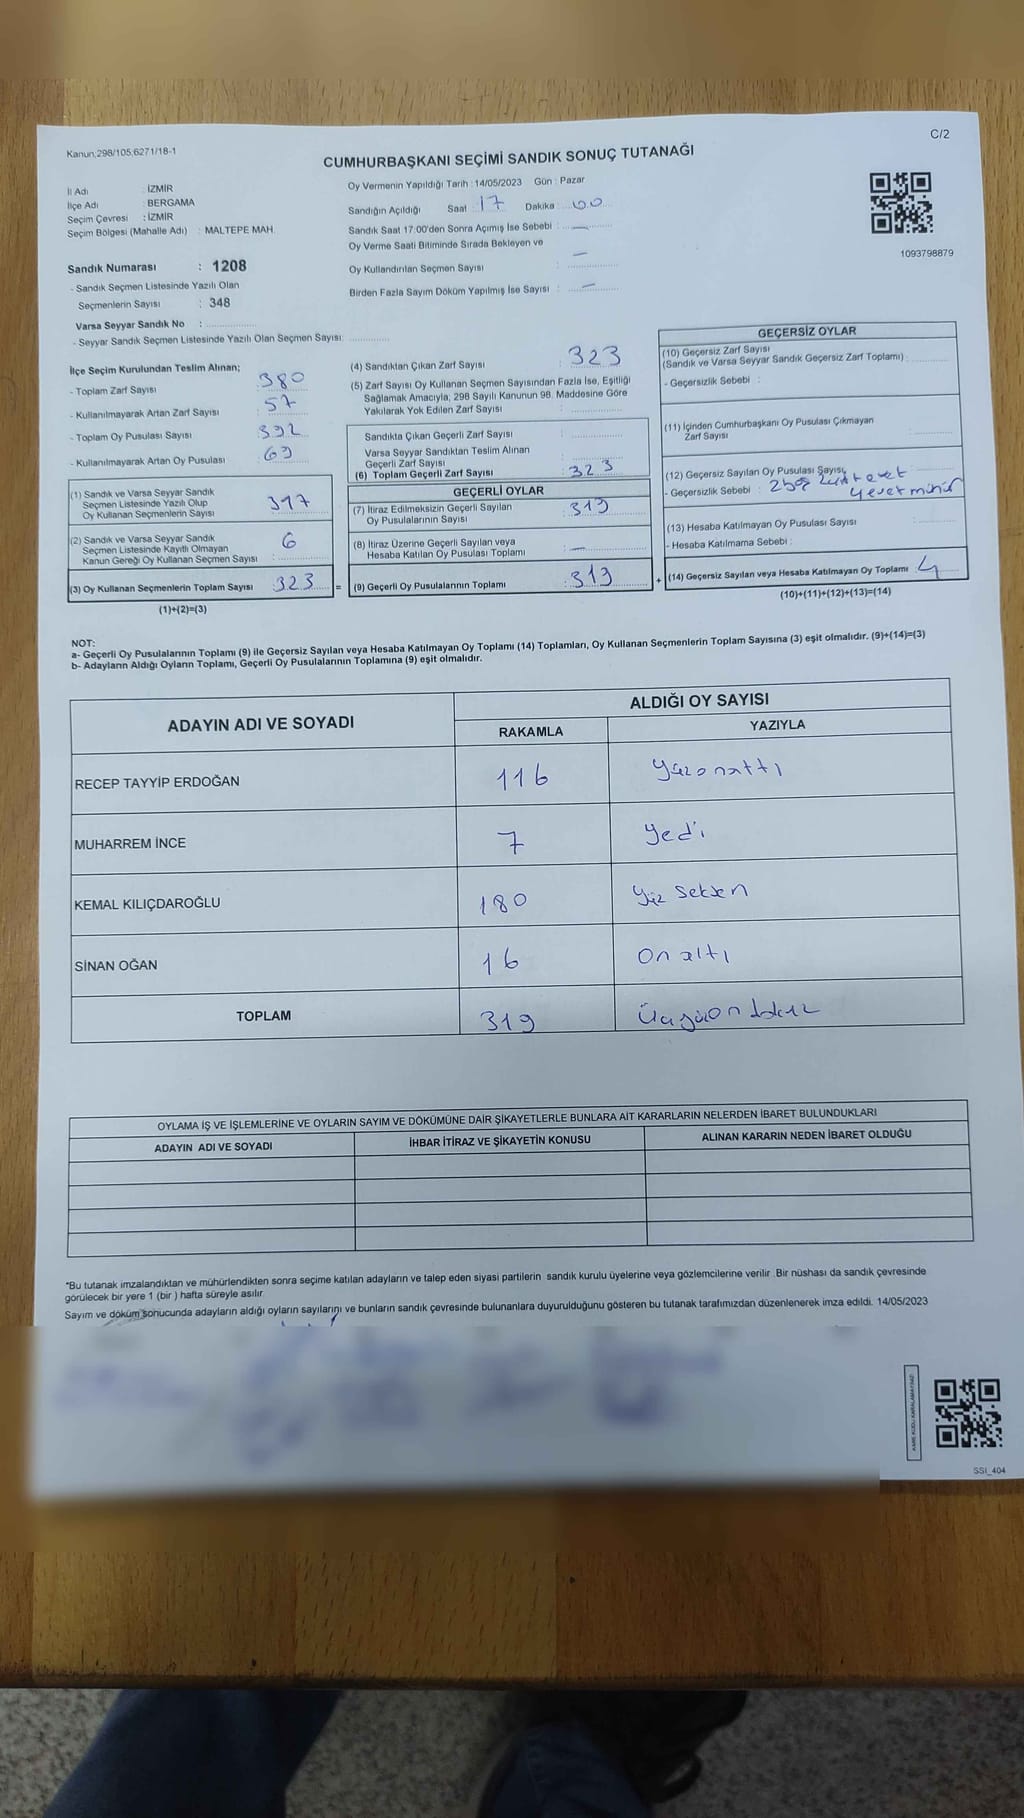 C/2
Kanun;298/105;6271/18-1
CUMHURBAŞKANI SEÇİMİ SANDIK SONUÇ TUTANAĞI
İl Adı : İZMİR
İlçe Adı : BERGAMA
Seçim Çevresi : İZMİR
Seçim Bölgesi (Mahalle Adı) : MALTEPE MAH.
Oy Vermenin Yapıldığı Tarih : 14/05/2023 Gün : Pazar
Sandığın Açıldığı Saat 17 Dakika 00
Sandık Saat 17:00'den Sonra Açımış İse Sebebi : —
Oy Verme Saati Bitiminde Sırada Bekleyen ve
Oy Kullandırılan Seçmen Sayısı : —
Birden Fazla Sayım Döküm Yapılmış İse Sayısı : —
1093798879
Sandık Numarası : 1208
- Sandık Seçmen Listesinde Yazılı Olan
Seçmenlerin Sayısı : 348
Varsa Seyyar Sandık No :
- Seyyar Sandık Seçmen Listesinde Yazılı Olan Seçmen Sayısı:
İlçe Seçim Kurulundan Teslim Alınan;
- Toplam Zarf Sayısı : 380
- Kullanılmayarak Artan Zarf Sayısı : 57
- Toplam Oy Pusulası Sayısı : 392
- Kullanılmayarak Artan Oy Pusulası : 69
(1) Sandık ve Varsa Seyyar Sandık
Seçmen Listesinde Yazılı Olup
Oy Kullanan Seçmenlerin Sayısı 317
(2) Sandık ve Varsa Seyyar Sandık
Seçmen Listesinde Kayıtlı Olmayan
Kanun Gereği Oy Kullanan Seçmen Sayısı : 6
(3) Oy Kullanan Seçmenlerin Toplam Sayısı 323 =
(1)+(2)=(3)
(4) Sandıktan Çıkan Zarf Sayısı : 323
(5) Zarf Sayısı Oy Kullanan Seçmen Sayısından Fazla İse, Eşitliği
Sağlamak Amacıyla, 298 Sayılı Kanunun 98. Maddesine Göre
Yakılarak Yok Edilen Zarf Sayısı :
Sandıkta Çıkan Geçerli Zarf Sayısı :
Varsa Seyyar Sandıktan Teslim Alınan
Geçerli Zarf Sayısı :
(6) Toplam Geçerli Zarf Sayısı : 323
GEÇERLİ OYLAR
(7) İtiraz Edilmeksizin Geçerli Sayılan
Oy Pusulalarının Sayısı : 319
(8) İtiraz Üzerine Geçerli Sayılan veya
Hesaba Katılan Oy Pusulası Toplamı : —
(9) Geçerli Oy Pusulalarının Toplamı : 319 +
GEÇERSİZ OYLAR
(10) Geçersiz Zarf Sayısı
(Sandık ve Varsa Seyyar Sandık Geçersiz Zarf Toplamı) :
- Geçersizlik Sebebi :
(11) İçinden Cumhurbaşkanı Oy Pusulası Çıkmayan
Zarf Sayısı :
(12) Geçersiz Sayılan Oy Pusulası Sayısı
- Geçersizlik Sebebi : 2 boş evet
evet mühür
(13) Hesaba Katılmayan Oy Pusulası Sayısı :
- Hesaba Katılmama Sebebi :
(14) Geçersiz Sayılan veya Hesaba Katılmayan Oy Toplamı : 4
(10)+(11)+(12)+(13)=(14)
NOT:
a- Geçerli Oy Pusulalarının Toplamı (9) ile Geçersiz Sayılan veya Hesaba Katılmayan Oy Toplamı (14) Toplamları, Oy Kullanan Seçmenlerin Toplam Sayısına (3) eşit olmalıdır. (9)+(14)=(3)
b- Adayların Aldığı Oyların Toplamı, Geçerli Oy Pusulalarının Toplamına (9) eşit olmalıdır.
ADAYIN ADI VE SOYADI
ALDIĞI OY SAYISI
RAKAMLA YAZIYLA
RECEP TAYYİP ERDOĞAN 116 Yüzonaltı
MUHARREM İNCE 7 Yedi
KEMAL KILIÇDAROĞLU 180 Yüz Seksen
SİNAN OĞAN 16 On altı
TOPLAM 319
OYLAMA İŞ VE İŞLEMLERİNE VE OYLARIN SAYIM VE DÖKÜMÜNE DAİR ŞİKAYETLERLE BUNLARA AİT KARARLARIN NELERDEN İBARET BULUNDUKLARI
ADAYIN ADI VE SOYADI İHBAR İTİRAZ VE ŞİKAYETİN KONUSU ALINAN KARARIN NEDEN İBARET OLDUĞU
*Bu tutanak imzalandıktan ve mühürlendikten sonra seçime katılan adayların ve talep eden siyasi partilerin sandık kurulu üyelerine veya gözlemcilerine verilir. Bir nüshası da sandık çevresinde
görülecek bir yere 1 (bir ) hafta süreyle asılır.
Sayım ve döküm sonucunda adayların aldığı oyların sayılarını ve bunların sandık çevresinde bulunanlara duyurulduğunu gösteren bu tutanak tarafımızdan düzenlenerek imza edildi. 14/05/2023
KARE KODU KARALAMAYINIZ
SSI_404